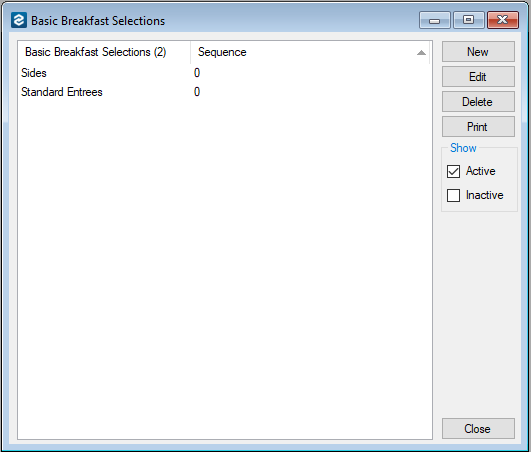 Basic Breakfast Selections
Basic Breakfast Selections (2) Sequence
Sides 0
Standard Entrees 0
New
Edit
Delete
Print
Show
Active
Inactive
Close